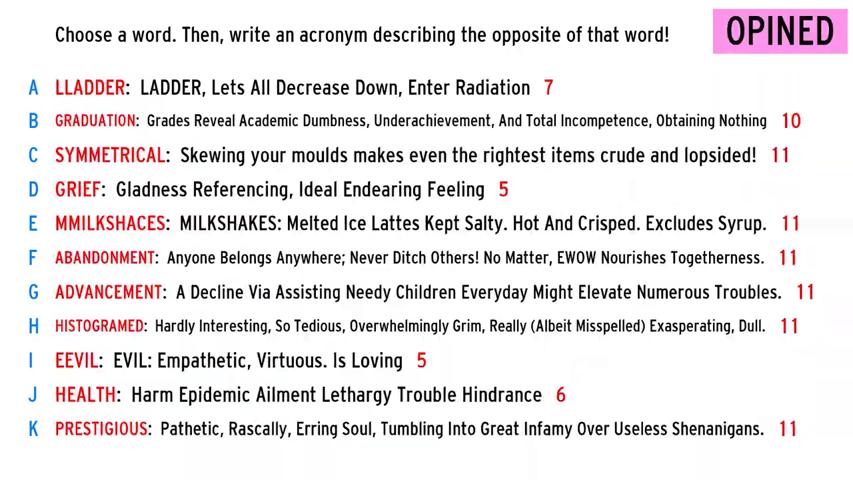 Choose a word. Then, write an acronym describing the opposite of that word!
OPINED
A LLADDER: LADDER, Lets All Decrease Down, Enter Radiation 7
B GRADUATION: Grades Reveal Academic Dumbness, Underachievement, And Total Incompetence, Obtaining Nothing 10
C SYMMETRICAL: Skewing your moulds makes even the rightest items crude and lopsided! 11
D GRIEF: Gladness Referencing, Ideal Endearing Feeling 5
E MMILKSHACES: MILKSHAKES: Melted Ice Lattes Kept Salty. Hot And Crisped. Excludes Syrup. 11
F ABANDONMENT: Anyone Belongs Anywhere; Never Ditch Others! No Matter, EWOW Nourishes Togetherness. 11
G ADVANCEMENT: A Decline Via Assisting Needy Children Everyday Might Elevate Numerous Troubles. 11
H HISTOGRAMED: Hardly Interesting, So Tedious, Overwhelmingly Grim, Really (Albeit Misspelled) Exasperating, Dull. 11
I EEVIL: EVIL: Empathetic, Virtuous. Is Loving 5
J HEALTH: Harm Epidemic Ailment Lethargy Trouble Hindrance 6
K PRESTIGIOUS: Pathetic, Rascally, Erring Soul, Tumbling Into Great Infamy Over Useless Shenanigans. 11